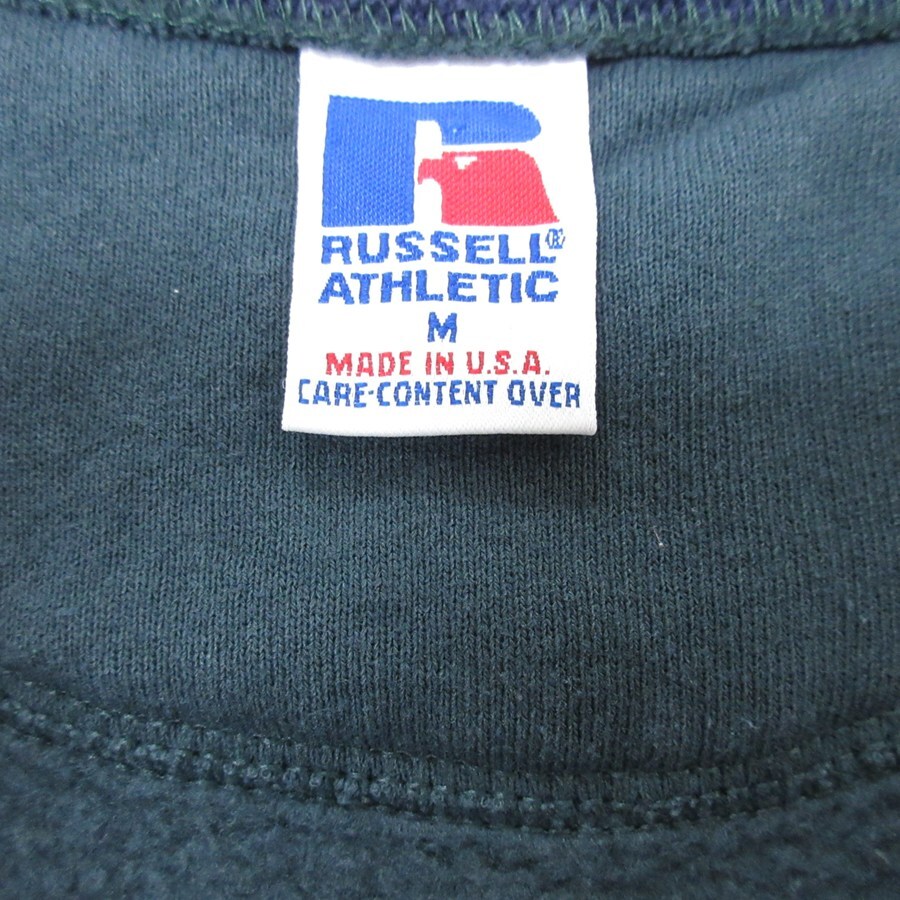 RUSSELL®
ATHLETIC
M
MADE IN U.S.A.
CARE-CONTENT OVER